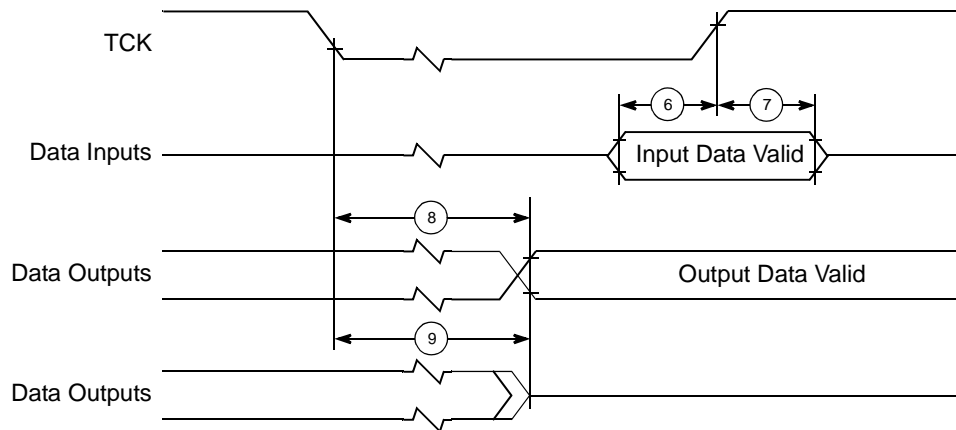 TCK
6
7
Data Inputs
Input Data Valid
8
Data Outputs
Output Data Valid
9
Data Outputs